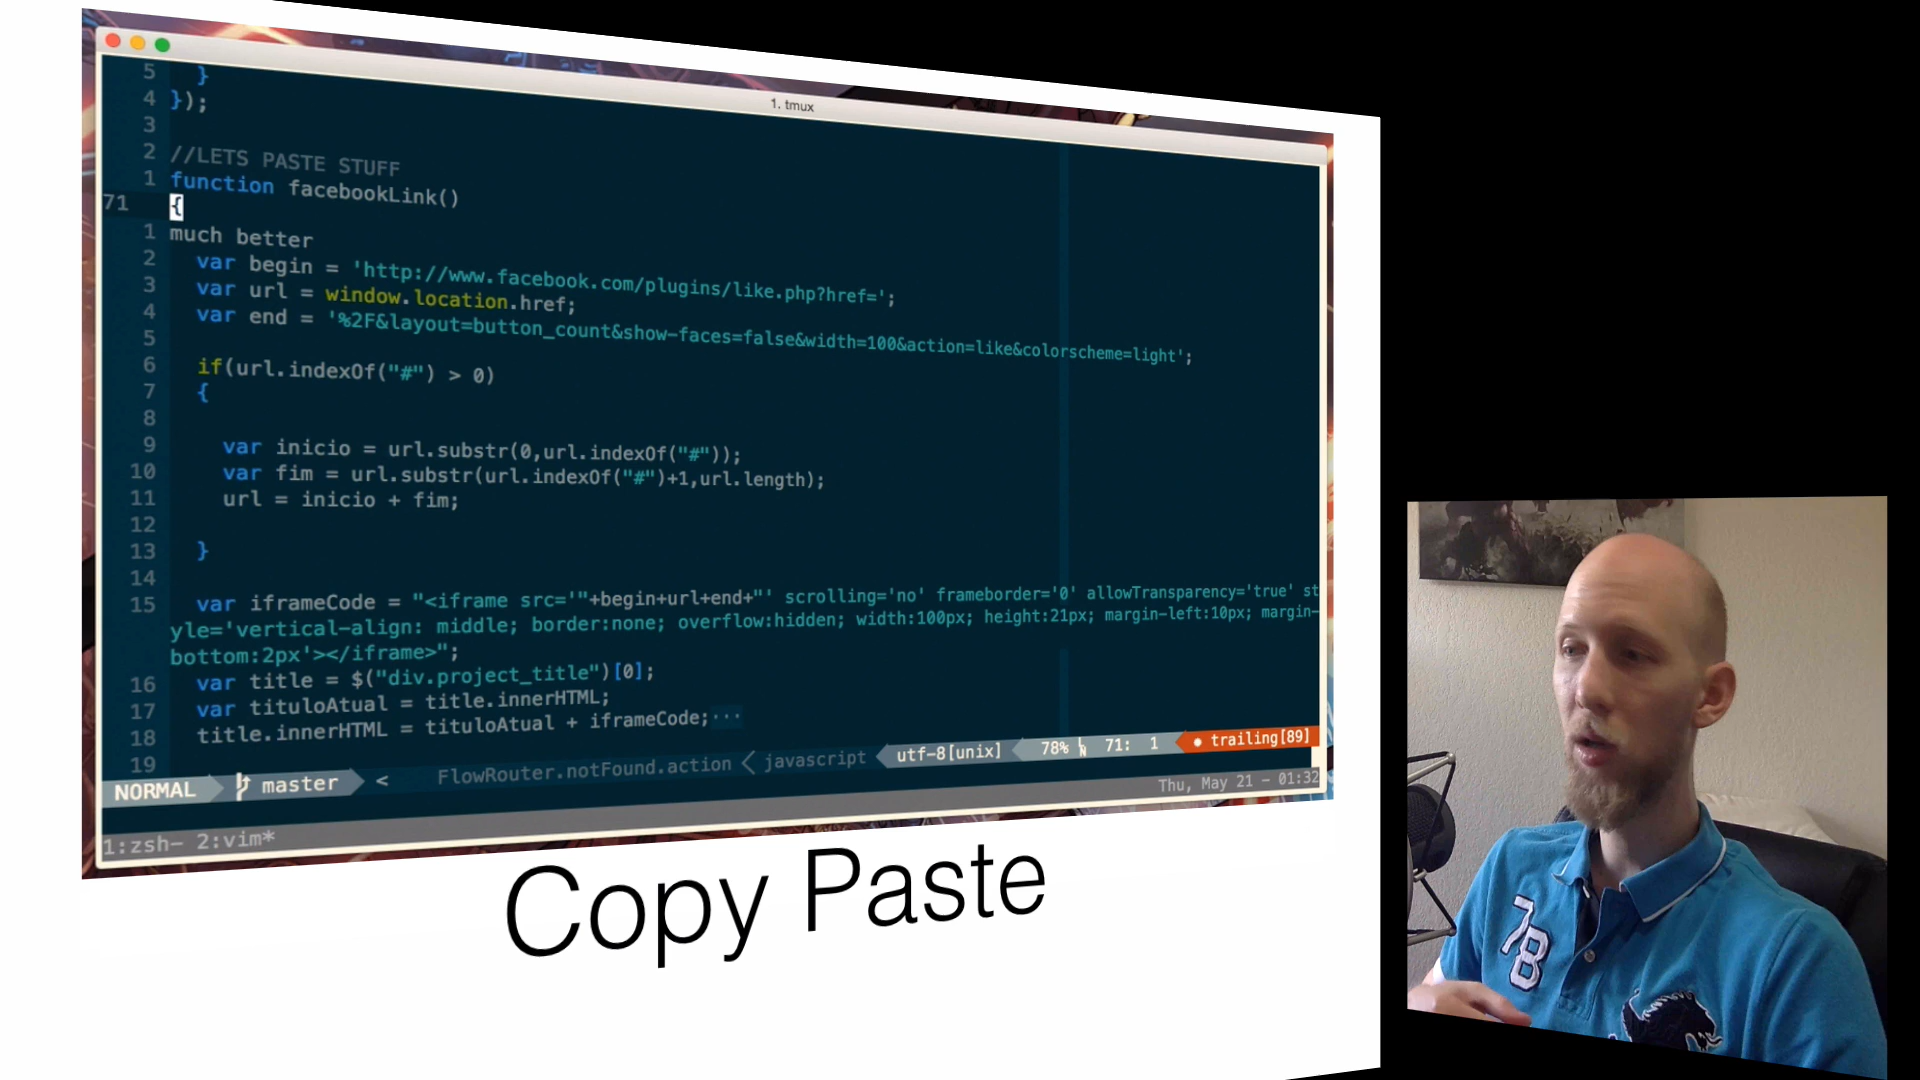 1. tmux
5 }
4 });
3
2 //LETS PASTE STUFF
1 function facebookLink()
71 {
1 much better
2 var begin = 'http://www.facebook.com/plugins/like.php?href=';
3 var url = window.location.href;
4 var end = '%2F&layout=button_count&show-faces=false&width=100&action=like&colorscheme=light';
5
6 if(url.indexOf("#") > 0)
7 {
8
9 var inicio = url.substr(0,url.indexOf("#"));
10 var fim = url.substr(url.indexOf("#")+1,url.length);
11 url = inicio + fim;
12
13 }
14
15 var iframeCode = "<iframe src='"+begin+url+end+"' scrolling='no' frameborder='0' allowTransparency='true' st
yle='vertical-align: middle; border:none; overflow:hidden; width:100px; height:21px; margin-left:10px; margin-
bottom:2px'></iframe>";
16 var title = $("div.project_title")[0];
17 var tituloAtual = title.innerHTML;
18 title.innerHTML = tituloAtual + iframeCode;···
19
NORMAL master < FlowRouter.notFound.action < javascript utf-8[unix] 78% LN 71: 1 ● trailing[89]
Thu, May 21 - 01:32
1:zsh- 2:vim*
Copy Paste
78